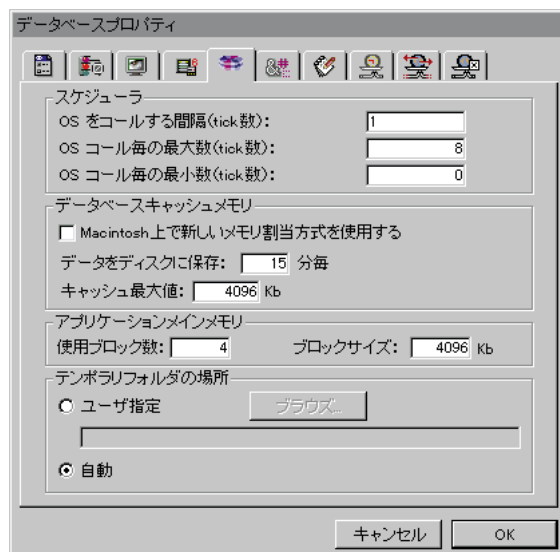 データベースプロパティ
&#
スケジューラ
OS をコールする間隔(tick数): 1
OS コール毎の最大数(tick数): 8
OS コール毎の最小数(tick数): 0
データベースキャッシュメモリ
Macintosh上で新しいメモリ割当方式を使用する
データをディスクに保存: 15 分毎
キャッシュ最大値: 4096 Kb
アプリケーションメインメモリ
使用ブロック数: 4 ブロックサイズ: 4096 Kb
テンポラリフォルダの場所
ユーザ指定 ブラウズ...
自動
キャンセル OK